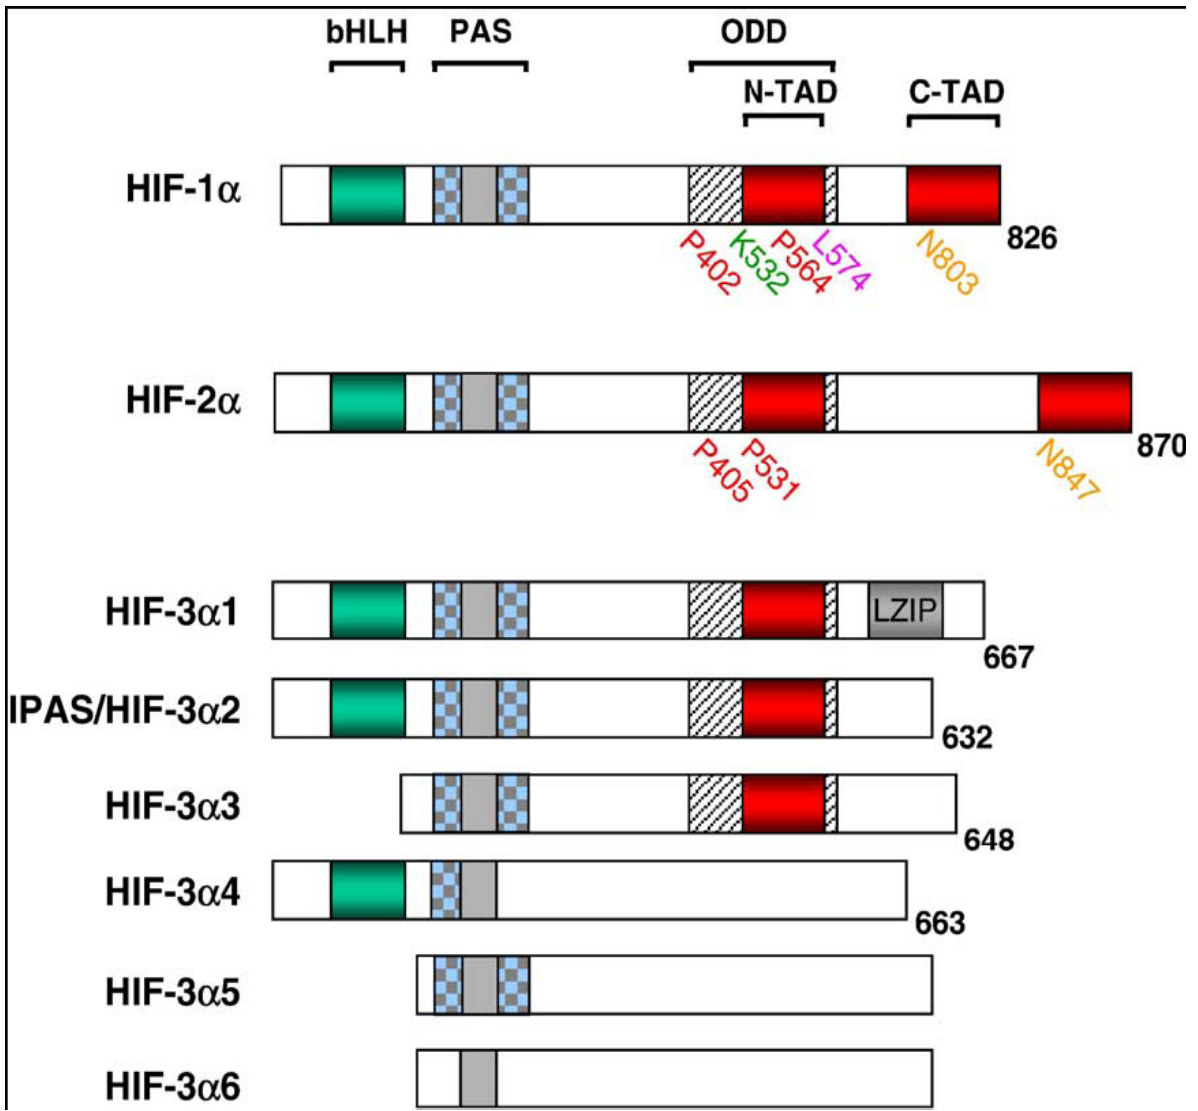 bHLH PAS ODD
N-TAD C-TAD
HIF-1α
826
P402 K532 P564 L574 N803
HIF-2α
870
P405 P531 N847
HIF-3α1 LZIP
667
IPAS/HIF-3α2
632
HIF-3α3
648
HIF-3α4
663
HIF-3α5
HIF-3α6